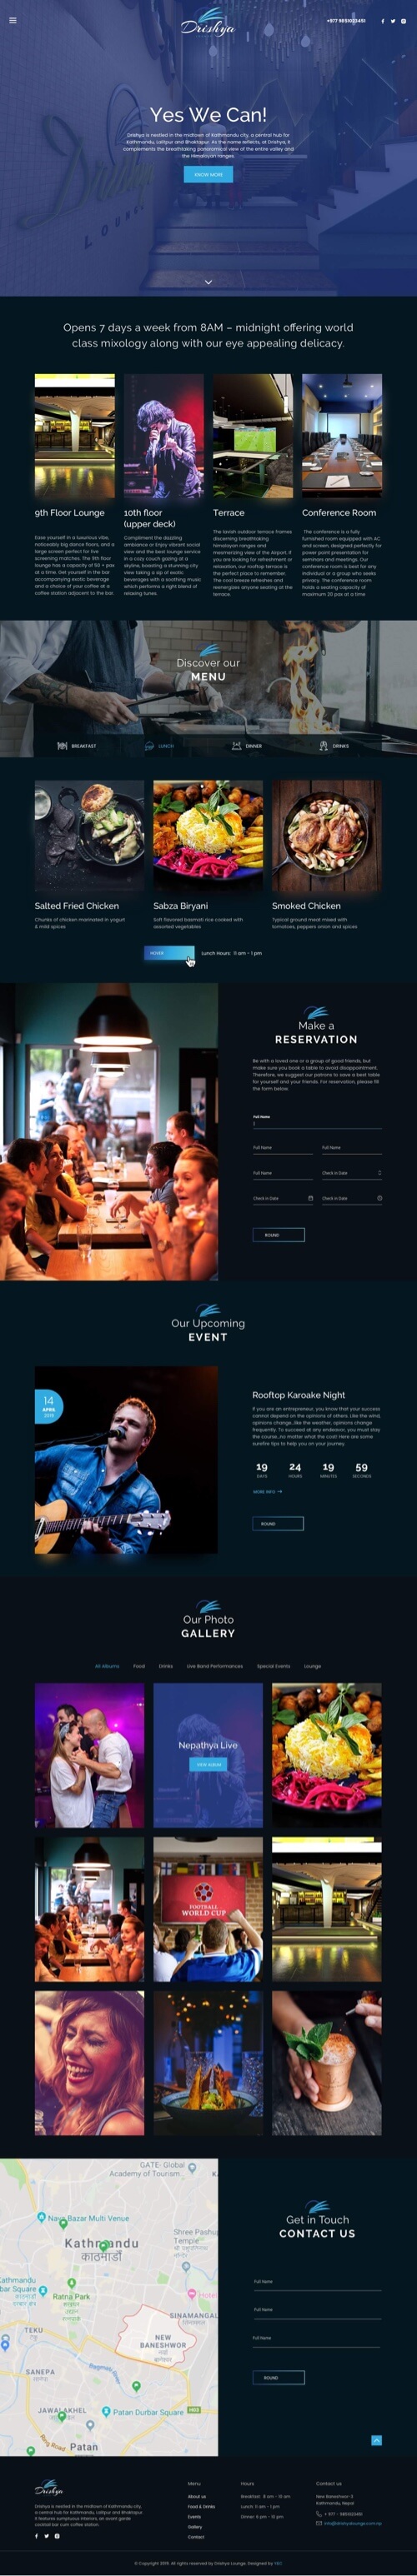 Drishya
+977 9851023451
Yes We Can!
Drishya is nestled in the midtown of Kathmandu city, a central hub for
Kathmandu, Lalitpur and Bhaktapur. As the name reflects, at Drishya, it
complements the breathtaking panoramical view of the entire valley and
the Himalayan ranges.
KNOW MORE
LOUNGE
Opens 7 days a week from 8AM – midnight offering world
class mixology along with our eye appealing delicacy.
9th Floor Lounge
Ease yourself in a luxurious vibe,
noticeably big dance floors, and a
large screen perfect for live
screening matches. The 9th floor
lounge has a capacity of 50 + pax
at a time. Get yourself in the bar
accompanying exotic beverage
and a classic choice of coffee at a
coffee station adjacent to the bar.
10th floor
(upper deck)
Compliment the dazzling
ambiance or Enjoy vibrant social
view and the best lounge service
in a cozy couch gazing at a
skyline, boasting a stunning city
view taking a sip of exotic
beverages with a soothing music
which performs a right blend of
relaxing tunes.
Terrace
The lavish outdoor terrace frames
discerning breathtaking
himalayan ranges and
mesmerizing view of the Airport. If
you are looking for refreshment or
relaxation, our rooftop terrace is
the perfect place to remember.
The cool breeze refreshes and
reenergizes anyone seating at the
terrace.
Conference Room
The conference is a fully
furnished room equipped with AC
and screen, designed perfectly for
power point presentation for
seminars and meetings. Our
conference room is best for any
individual or a group who seeks
privacy. The conference room
holds a seating capacity of
maximum 20 pax at a time
Discover our
MENU
BREAKFAST
LUNCH
DINNER
DRINKS
Salted Fried Chicken
Chunks of chicken marinated in yogurt
& mild spices
Sabza Biryani
Soft flavored basmati rice cooked with
assorted vegetables
Smoked Chicken
Typical ground meat mixed with
tomatoes, peppers onion and spices
HOVER
Lunch Hours: 11 am - 1 pm
Make a
RESERVATION
Be with a loved one or a group of good friends, but
make sure you book a table to avoid disappointment.
Therefore, we suggest our patrons to save a best table
for yourself and your friends. For reservation, please fill
the form below.
Full Name
Full Name Full Name
Full Name Check in Date
Check in Date Check in Date
ROUND
Our Upcoming
EVENT
14
APRIL
2019
Rooftop Karoake Night
If you are an entrepreneur, you know that your success
cannot depend on the opinions of others. Like the wind,
opinions change...like the weather, opinions change
frequently. To succeed at any endeavor, you must stay
the course...no matter what the cost! Here are some
surefire tips to help you on your journey.
19 24 19 59
DAYS HOURS MINUTES SECONDS
MORE INFO →
ROUND
Our Photo
GALLERY
All Albums Food Drinks Live Band Performances Special Events Lounge
Nepathya Live
VIEW ALBUM
FOOTBALL
WORLD CUP
GATE- Global
Academy of Tourism...
Naya Bazar Multi Venue
Kathmandu
काठमाडौँ
Shree Pashup
Temple
Kathmandu
bar Square
Ratna Park
SINAMANGAL
TEKU
NEW
BANESHWOR
SANEPA
JAWALAKHEL
Patan Durbar Square
Ring Road
Patan
Get in Touch
CONTACT US
Full Name
Full Name
Full Name
ROUND
Drishya
Drishya is nestled in the midtown of Kathmandu city,
a central hub for Kathmandu, Lalitpur and Bhaktapur
It features sumptuous interiors, an avant garde
cocktail bar cum coffee station.
Menu
About us
Food & Drinks
Events
Gallery
Contact
Hours
Breakfast: 8 am - 10 am
Lunch: 11 am - 1 pm
Dinner: 6 pm - 10 pm
Contact us
New Baneshwor-3
Kathmandu, Nepal
+ 977 - 9851023451
info@drishyalounge.com.np
© Copyright 2019. All rights reserved by Drishya Lounge. Designed by